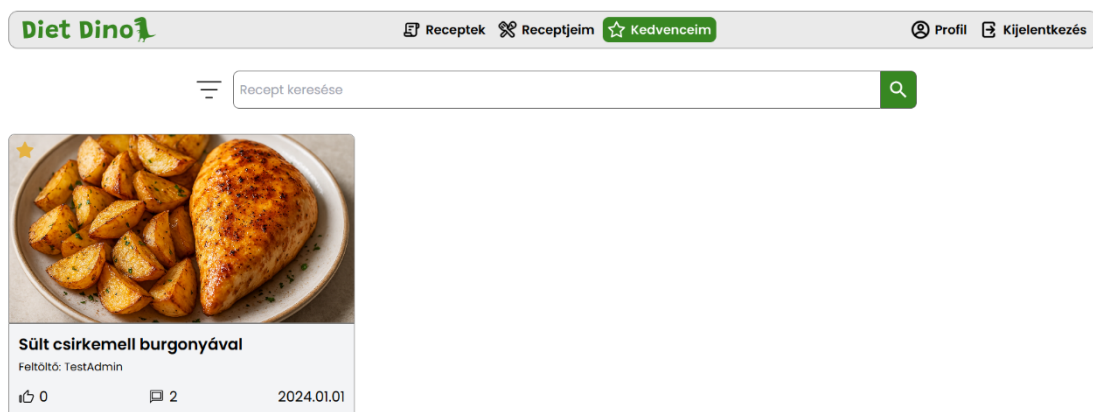 Diet Dino
Receptek Receptjeim Kedvenceim Profil Kijelentkezés
Recept keresése
Sült csirkemell burgonyával
Feltöltő: TestAdmin
0 2 2024.01.01